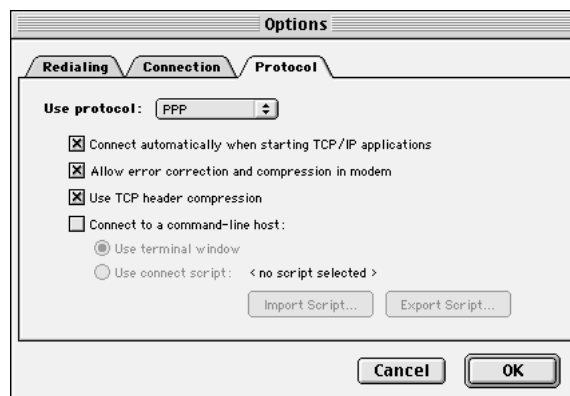 Options
Redialing Connection Protocol
Use protocol: PPP
Connect automatically when starting TCP/IP applications
Allow error correction and compression in modem
Use TCP header compression
Connect to a command-line host:
Use terminal window
Use connect script: < no script selected >
Import Script... Export Script...
Cancel OK